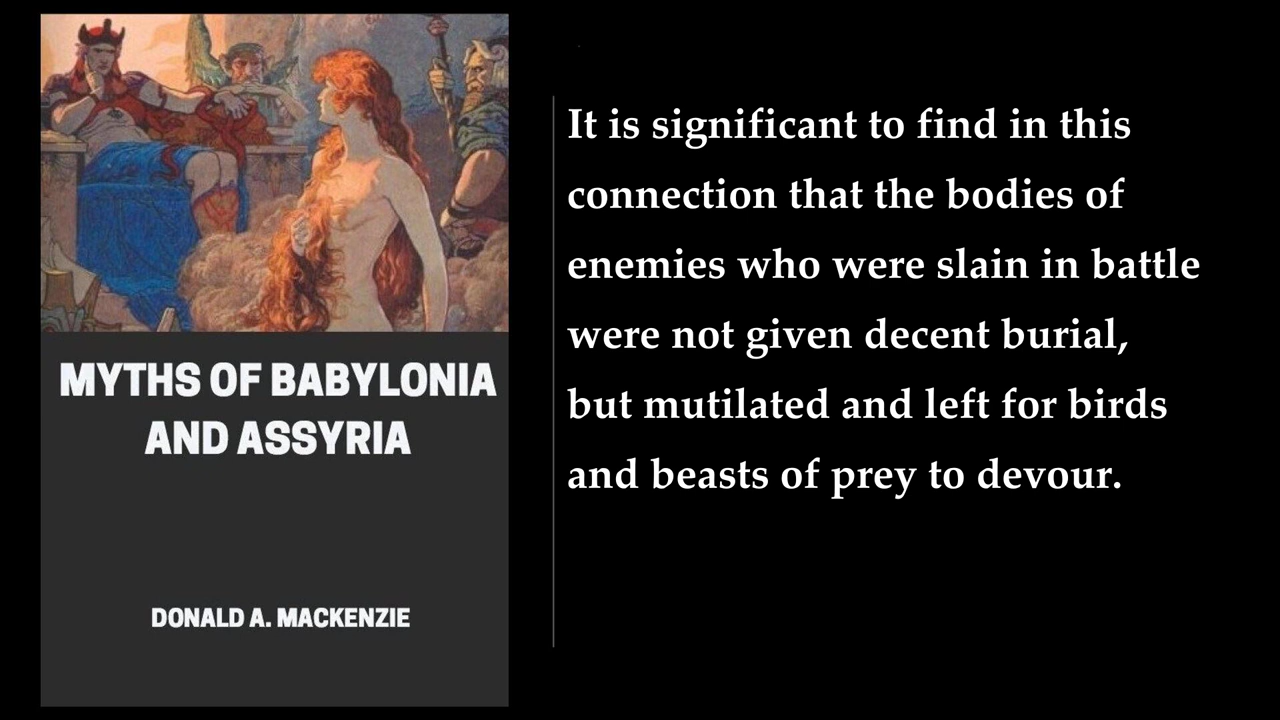 MYTHS OF BABYLONIA
AND ASSYRIA
DONALD A. MACKENZIE
It is significant to find in this
connection that the bodies of
enemies who were slain in battle
were not given decent burial,
but mutilated and left for birds
and beasts of prey to devour.